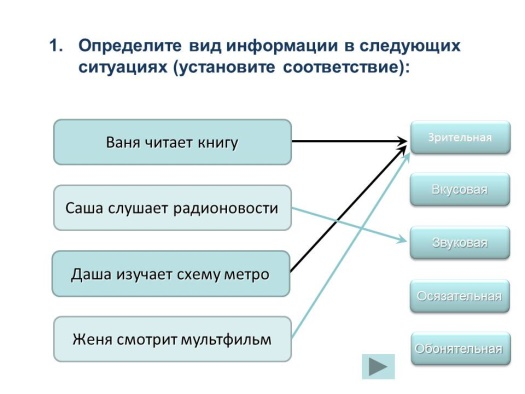 1. Определите вид информации в следующих
ситуациях (установите соответствие):
Ваня читает книгу
Зрительная
Вкусовая
Саша слушает радионовости
Звуковая
Даша изучает схему метро
Осязательная
Женя смотрит мультфильм
Обонятельная